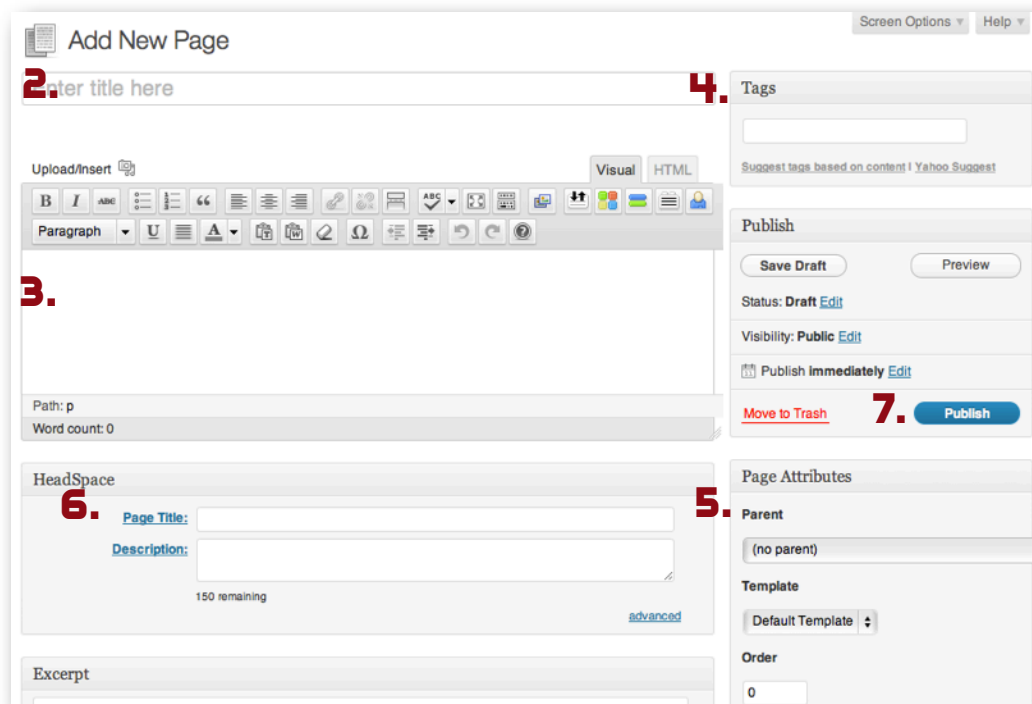 Screen Options Help
Add New Page
2. Enter title here
4. Tags
Suggest tags based on content | Yahoo Suggest
Upload/Insert
Visual HTML
B I ABC ABC
Paragraph U A T W Ω
3.
Path: p
Word count: 0
Publish
Save Draft Preview
Status: Draft Edit
Visibility: Public Edit
Publish immediately Edit
Move to Trash 7. Publish
HeadSpace
6. Page Title:
Description:
150 remaining
advanced
Excerpt
Page Attributes
5. Parent
(no parent)
Template
Default Template
Order
0